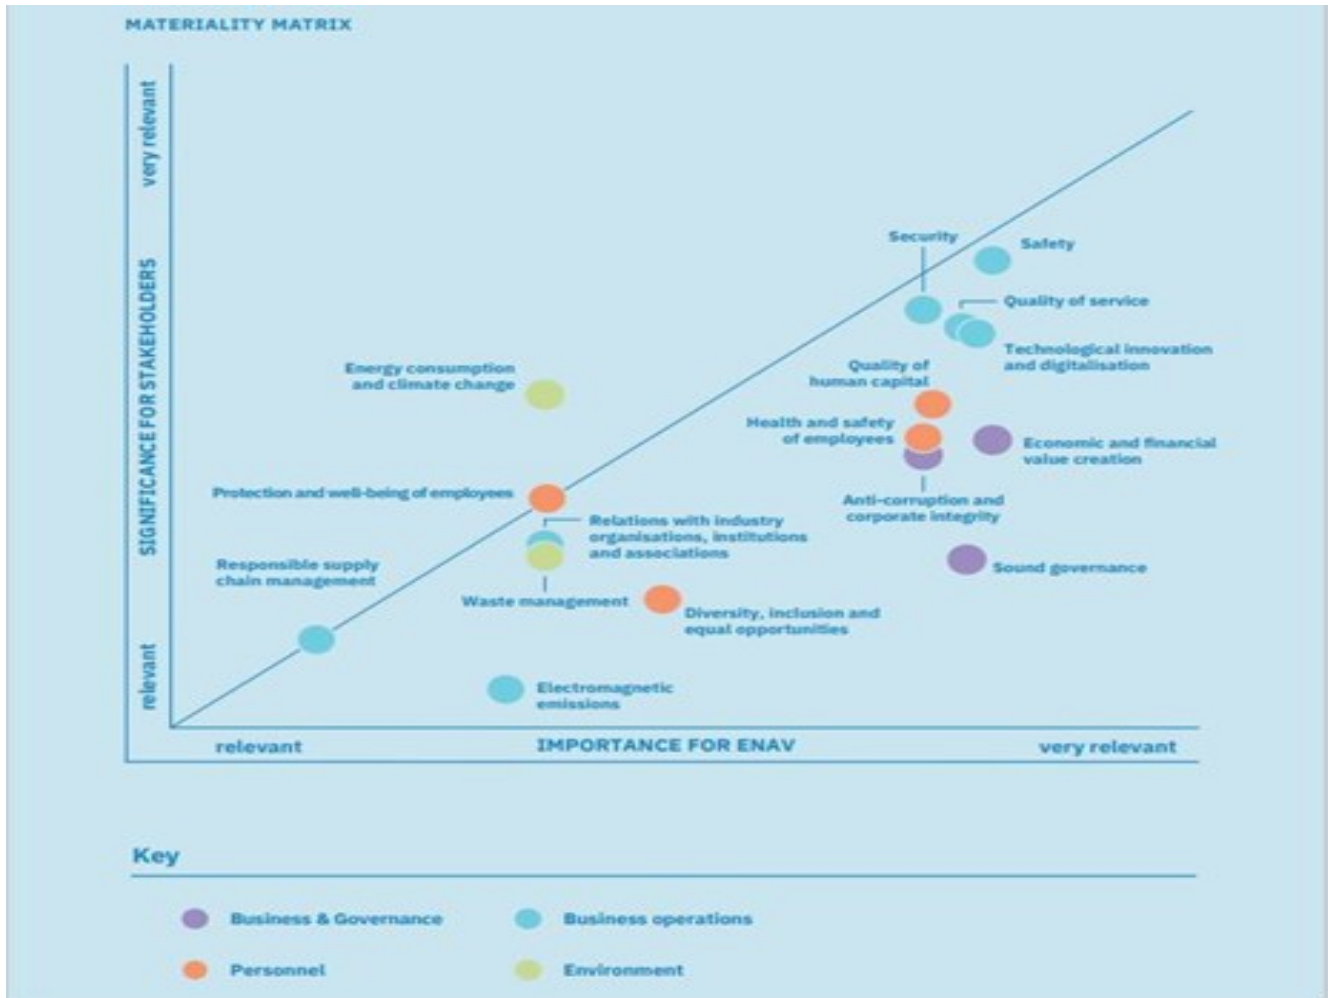 MATERIALITY MATRIX
very relevant
SIGNIFICANCE FOR STAKEHOLDERS
relevant
Security
Safety
Quality of service
Technological innovation
and digitalisation
Energy consumption
and climate change
Quality of
human capital
Health and safety
of employees
Economic and financial
value creation
Protection and well-being of employees
Anti-corruption and
corporate integrity
Relations with industry
organisations, institutions
and associations
Responsible supply
chain management
Sound governance
Waste management
Diversity, inclusion and
equal opportunities
Electromagnetic
emissions
relevant
IMPORTANCE FOR ENAV
very relevant
Key
Business & Governance
Business operations
Personnel
Environment